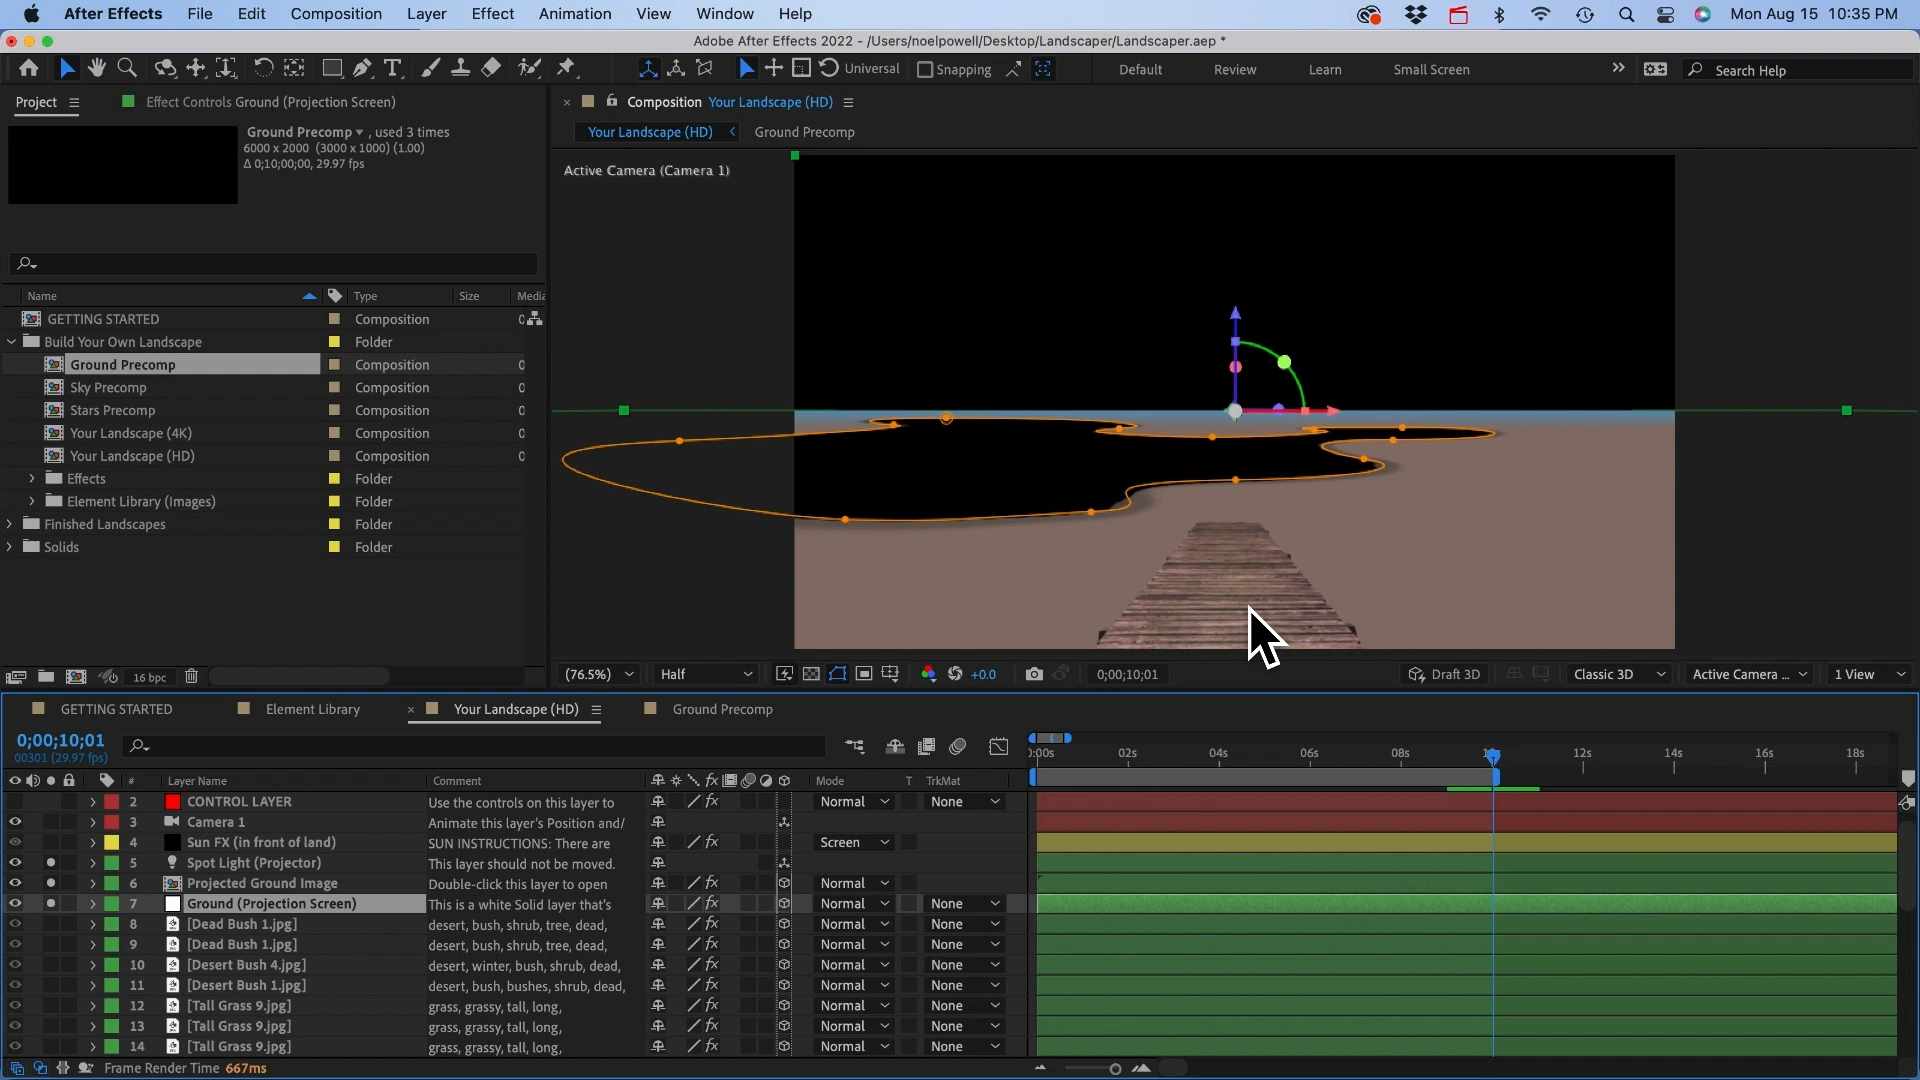 After Effects File Edit Composition Layer Effect Animation View Window Help Mon Aug 15 10:35 PM
Adobe After Effects 2022 - /Users/noelpowell/Desktop/Landscaper/Landscaper.aep *
Universal Snapping Default Review Learn Small Screen Search Help
Project Effect Controls Ground (Projection Screen)
Composition Your Landscape (HD)
Ground Precomp , used 3 times
6000 x 2000 (3000 x 1000) (1.00)
Δ 0;10;00;00, 29.97 fps
Your Landscape (HD) Ground Precomp
Active Camera (Camera 1)
Name Type Size Media
GETTING STARTED Composition
Build Your Own Landscape Folder
Ground Precomp Composition
Sky Precomp Composition
Stars Precomp Composition
Your Landscape (4K) Composition
Your Landscape (HD) Composition
Effects Folder
Element Library (Images) Folder
Finished Landscapes Folder
Solids Folder
16 bpc
(76.5%) Half +0.0 0;00;10;01 Draft 3D Classic 3D Active Camera ... 1 View
GETTING STARTED Element Library Your Landscape (HD) Ground Precomp
0;00;10;01
00301 (29.97 fps)
02s 04s 06s 08s 12s 14s 16s 18s
# Layer Name Comment Mode T TrkMat
2 CONTROL LAYER Use the controls on this layer to Normal None
3 Camera 1 Animate this layer's Position and/
4 Sun FX (in front of land) SUN INSTRUCTIONS: There are Screen
5 Spot Light (Projector) This layer should not be moved.
6 Projected Ground Image Double-click this layer to open Normal
7 Ground (Projection Screen) This is a white Solid layer that's Normal None
8 [Dead Bush 1.jpg] desert, bush, shrub, tree, dead, Normal None
9 [Dead Bush 1.jpg] desert, bush, shrub, tree, dead, Normal None
10 [Desert Bush 4.jpg] desert, winter, bush, shrub, dead, Normal None
11 [Desert Bush 1.jpg] desert, bush, bushes, shrub, dead, Normal None
12 [Tall Grass 9.jpg] grass, grassy, tall, long, Normal None
13 [Tall Grass 9.jpg] grass, grassy, tall, long, Normal None
14 [Tall Grass 9.jpg] grass, grassy, tall, long, Normal None
Frame Render Time 667ms